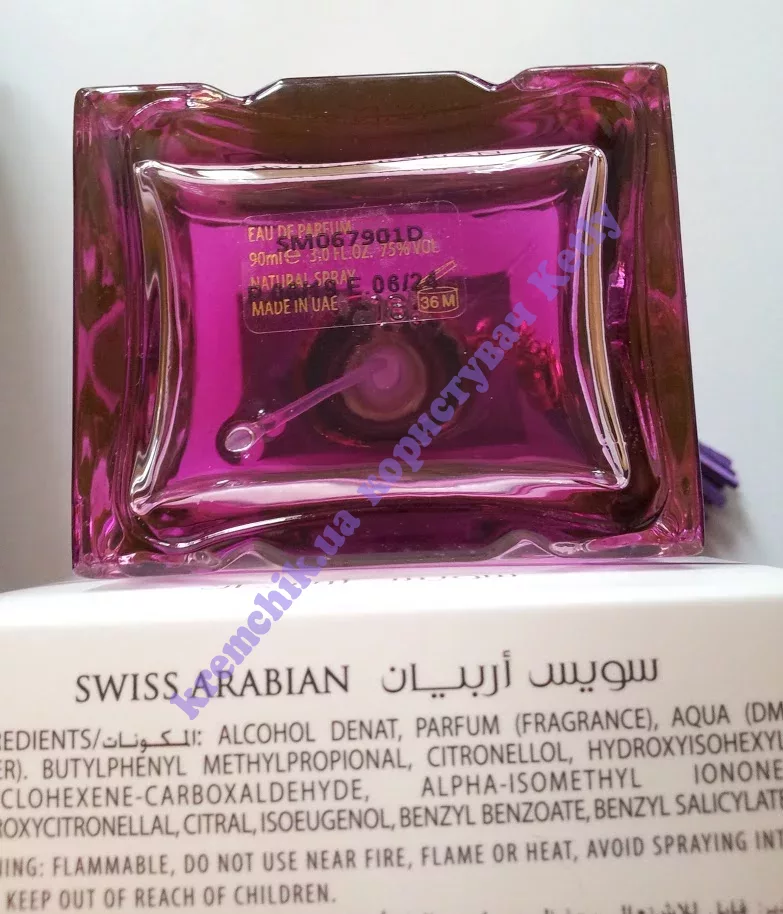 EAU DE PARFUM
SM067901D
90ml e 3.0 FL.OZ. 75% VOL
NATURAL SPRAY
E 06/24
MADE IN UAE
36 M
kremchik.ua користувач Kelly
SWISS ARABIAN سويس أربيان
REDIENTS/المكونات: ALCOHOL DENAT, PARFUM (FRAGRANCE), AQUA (DM
ER). BUTYLPHENYL METHYLPROPIONAL, CITRONELLOL, HYDROXYISOHEXYL
CLOHEXENE-CARBOXALDEHYDE, ALPHA-ISOMETHYL IONONE
ROXYCITRONELLAL, CITRAL, ISOEUGENOL, BENZYL BENZOATE, BENZYL SALICYLATE
NING: FLAMMABLE, DO NOT USE NEAR FIRE, FLAME OR HEAT, AVOID SPRAYING INT
KEEP OUT OF REACH OF CHILDREN.